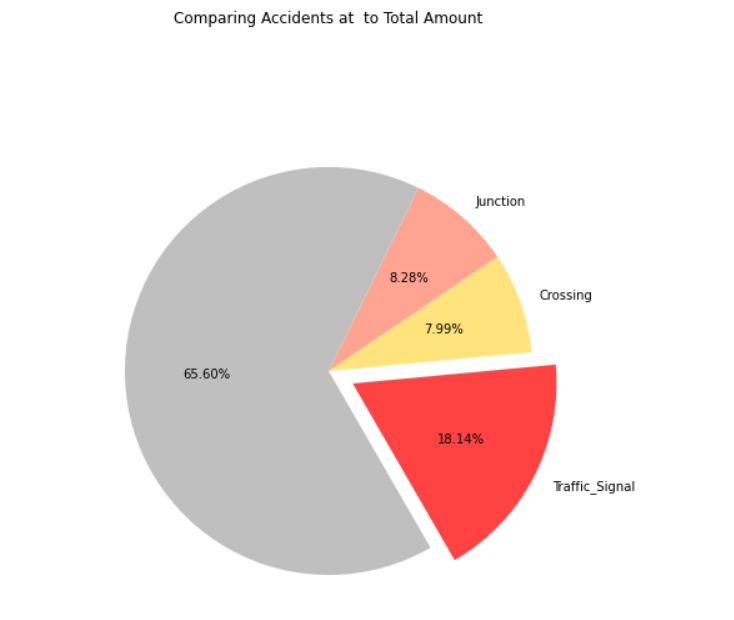 Comparing Accidents at  to Total Amount
Junction
8.28%
Crossing
7.99%
65.60%
18.14%
Traffic_Signal